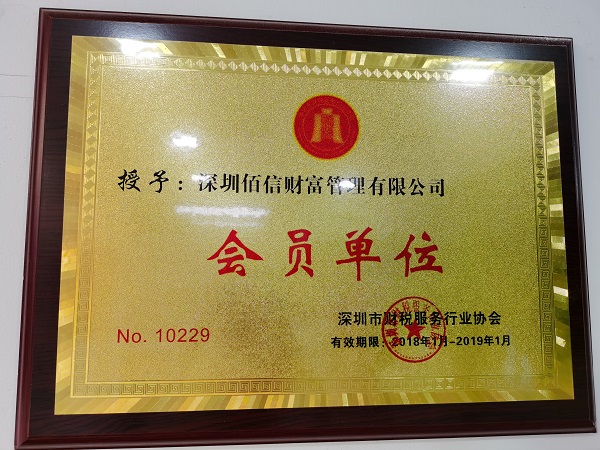 授予：深圳佰信财富管理有限公司
会员单位
No. 10229
深圳市财税服务行业协会
有效期限：2018年1月-2019年1月